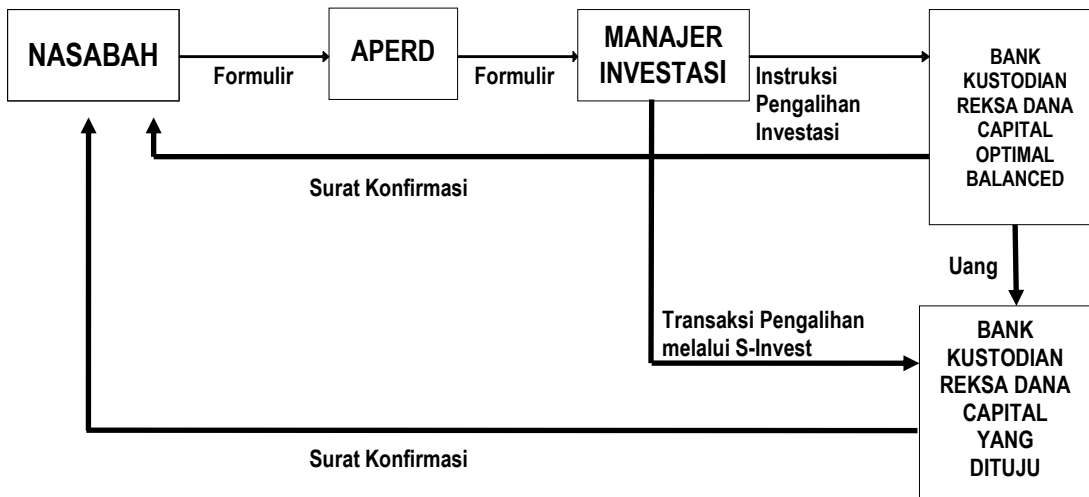 NASABAH
Formulir
APERD
Formulir
MANAJER
INVESTASI
Instruksi
Pengalihan
Investasi
BANK
KUSTODIAN
REKSA DANA
CAPITAL
OPTIMAL
BALANCED
Surat Konfirmasi
Uang
Transaksi Pengalihan
melalui S-Invest
BANK
KUSTODIAN
REKSA DANA
CAPITAL
YANG
DITUJU
Surat Konfirmasi